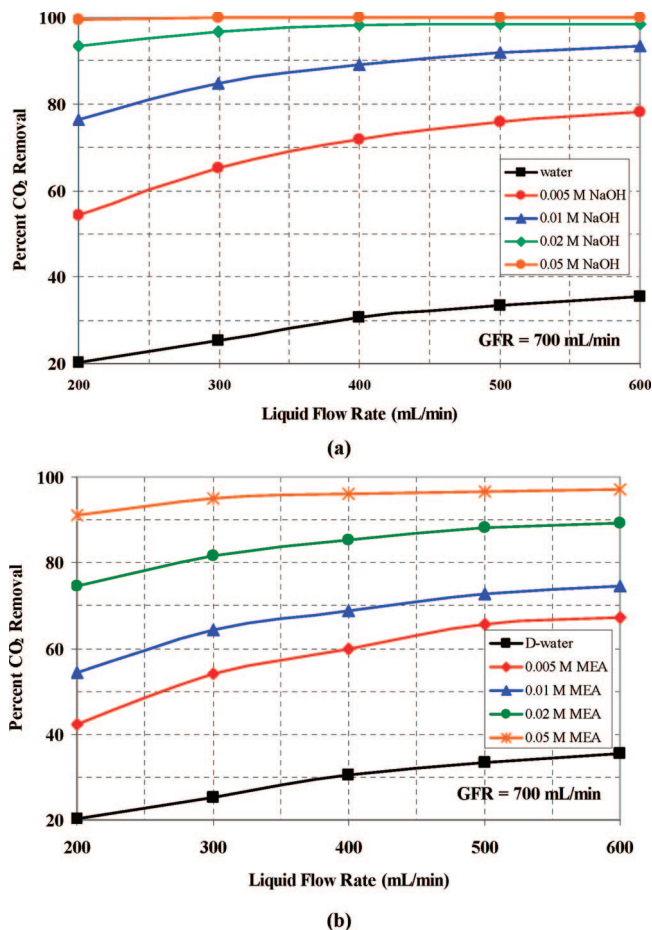 100
80
60
40
20
Percent CO₂ Removal
water
0.005 M NaOH
0.01 M NaOH
0.02 M NaOH
0.05 M NaOH
GFR = 700 mL/min
200 300 400 500 600
Liquid Flow Rate (mL/min)
(a)
100
80
60
40
20
Percent CO₂ Removal
D-water
0.005 M MEA
0.01 M MEA
0.02 M MEA
0.05 M MEA
GFR = 700 mL/min
200 300 400 500 600
Liquid Flow Rate (mL/min)
(b)